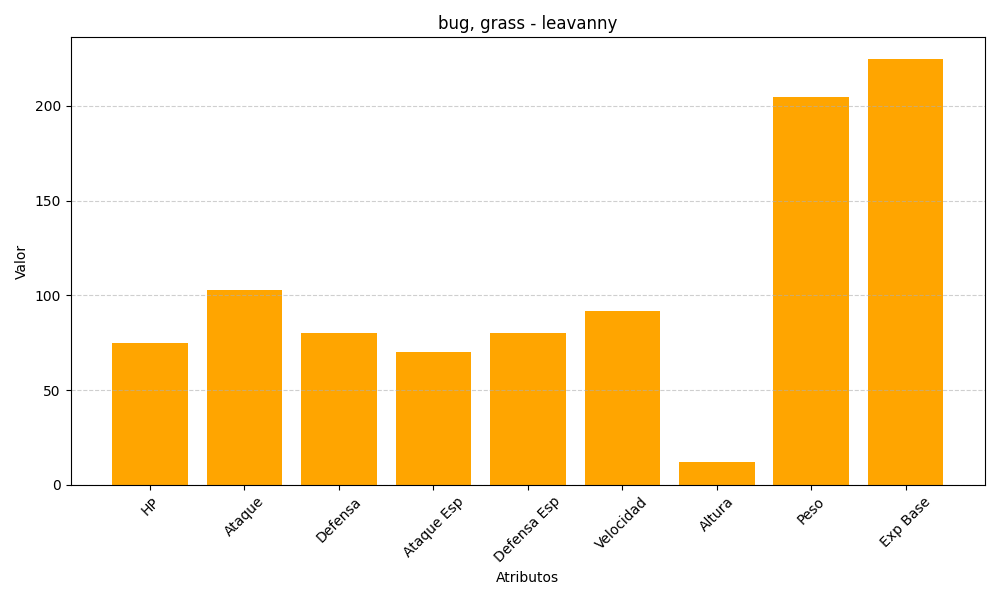 bug, grass - leavanny
Valor
200
150
100
50
0
HP
Ataque
Defensa
Ataque Esp
Defensa Esp
Velocidad
Altura
Peso
Exp Base
Atributos